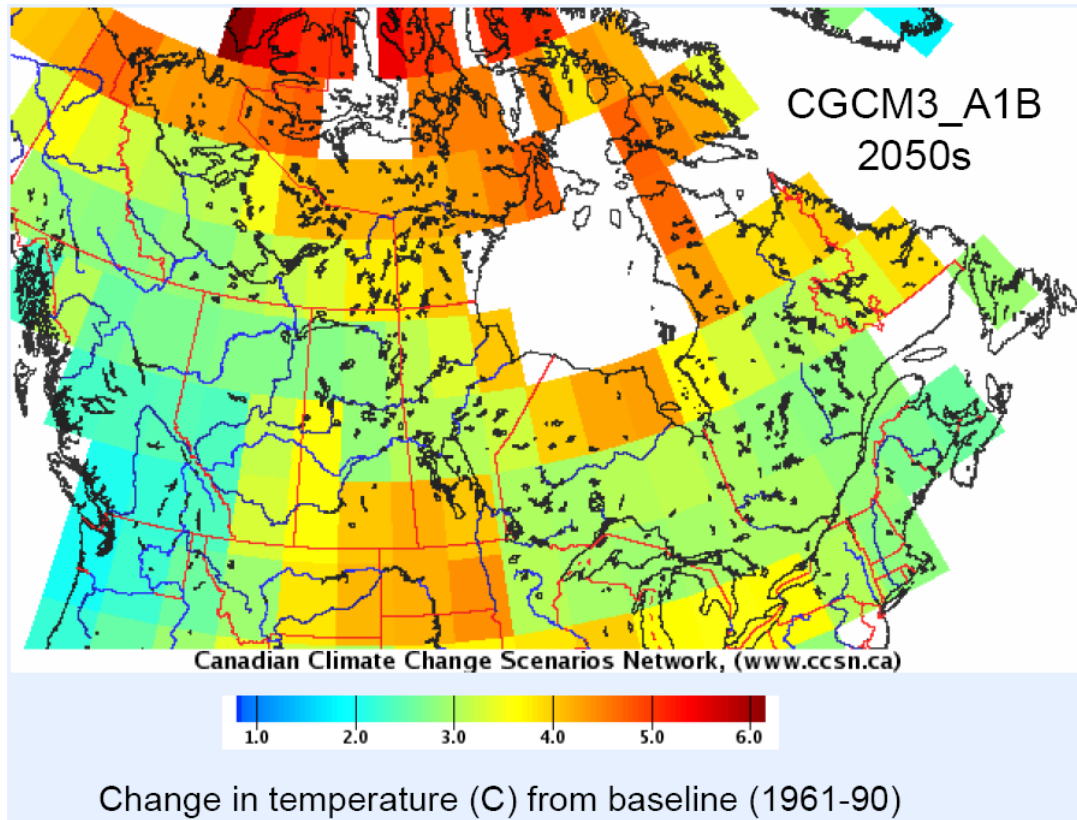 CGCM3_A1B
2050s
Canadian Climate Change Scenarios Network, (www.ccsn.ca)
1.0 2.0 3.0 4.0 5.0 6.0
Change in temperature (C) from baseline (1961-90)